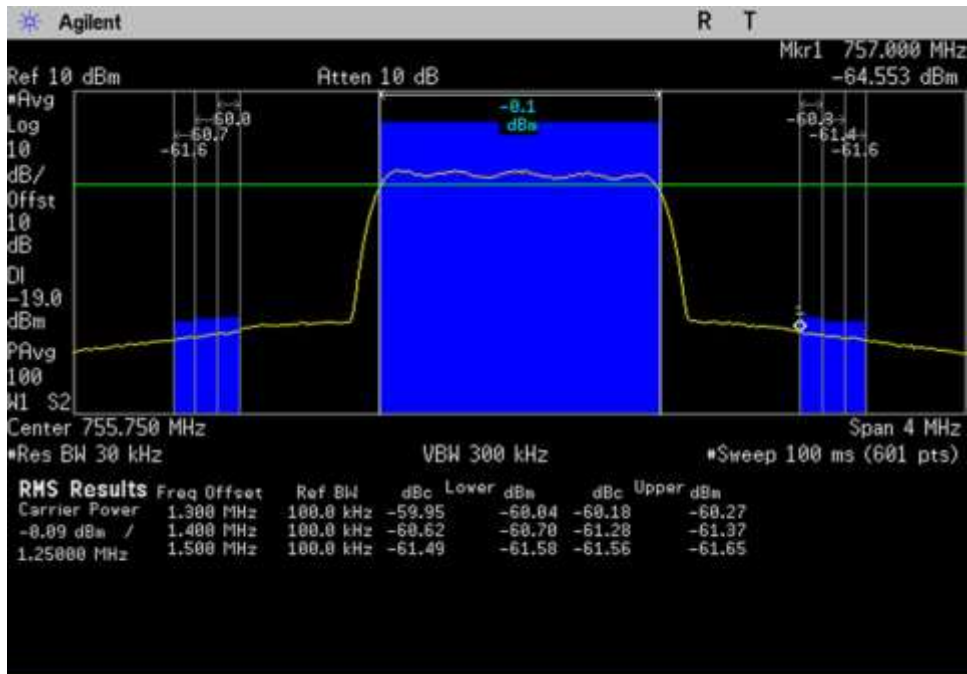 Agilent R T
Mkr1 757.000 MHz
Ref 10 dBm Atten 10 dB -64.553 dBm
#Avg
Log
10
dB/
Offst
10
dB
DI
-19.0
dBm
PAvg
100
W1 S2
-60.0
-60.7
-61.6
-0.1
dBm
-60.3
-61.4
-61.6
1
Center 755.750 MHz Span 4 MHz
#Res BW 30 kHz VBW 300 kHz #Sweep 100 ms (601 pts)
RMS Results Freq Offset Ref BW dBc Lower dBm dBc Upper dBm
Carrier Power 1.300 MHz 100.0 kHz -59.95 -60.04 -60.18 -60.27
-0.09 dBm / 1.400 MHz 100.0 kHz -60.62 -60.70 -61.28 -61.37
1.25000 MHz 1.500 MHz 100.0 kHz -61.49 -61.58 -61.56 -61.65